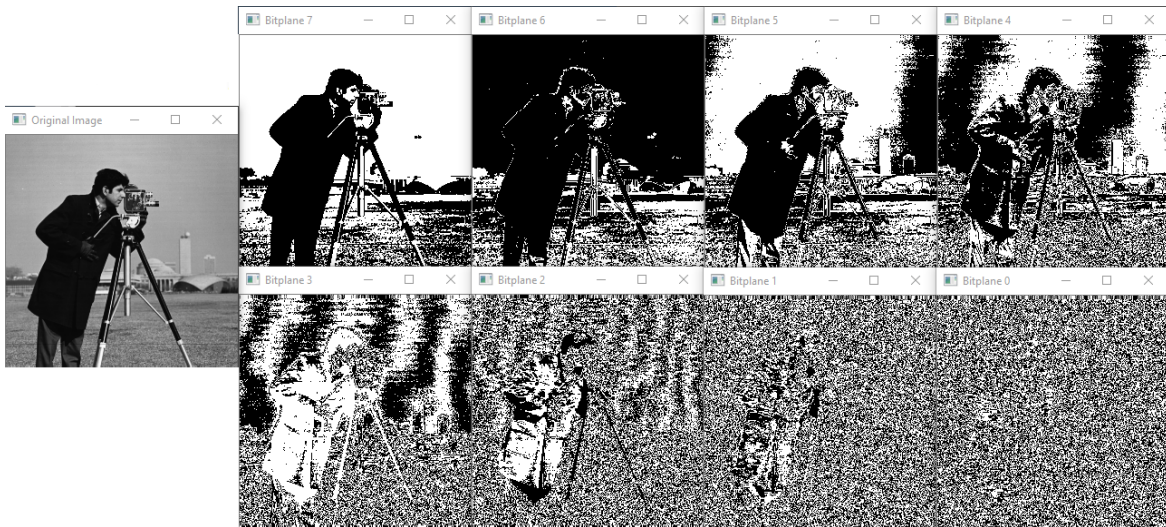 Bitplane 7
Bitplane 6
Bitplane 5
Bitplane 4
Original Image
Bitplane 3
Bitplane 2
Bitplane 1
Bitplane 0